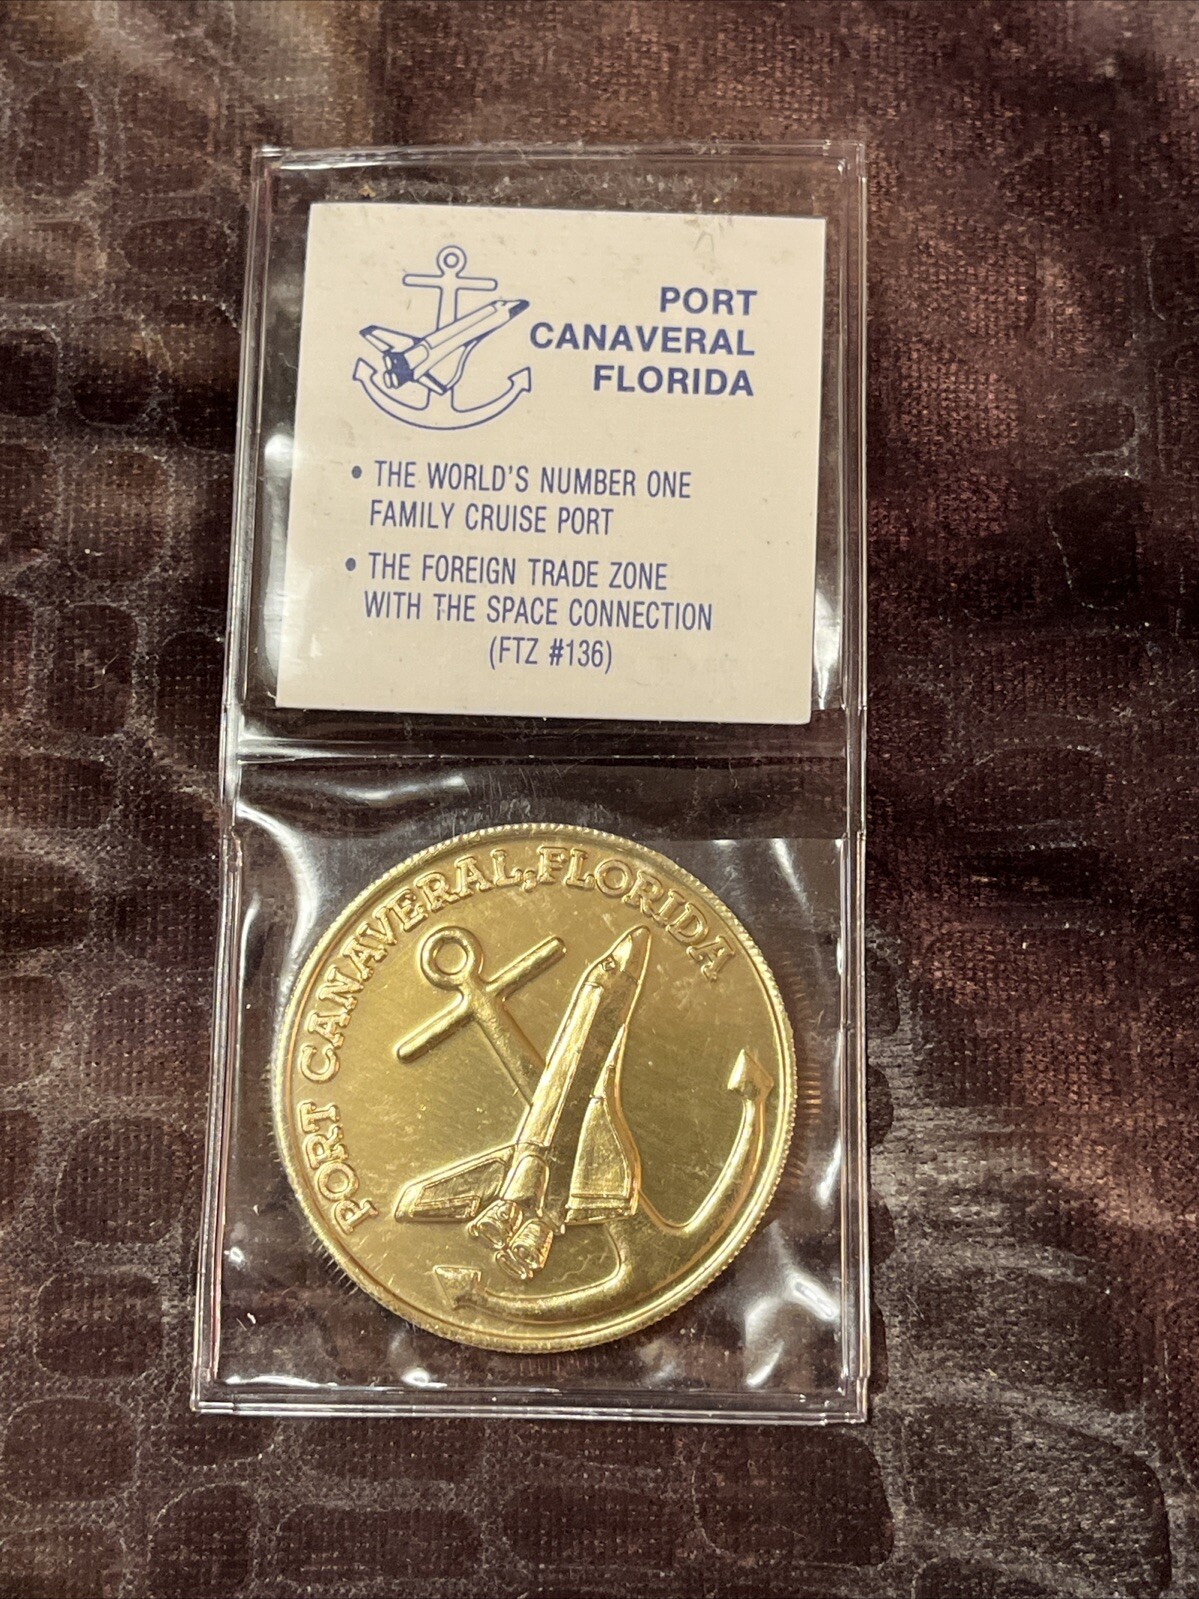 PORT
CANAVERAL
FLORIDA
• THE WORLD'S NUMBER ONE
FAMILY CRUISE PORT
• THE FOREIGN TRADE ZONE
WITH THE SPACE CONNECTION
(FTZ #136)
PORT CANAVERAL, FLORIDA